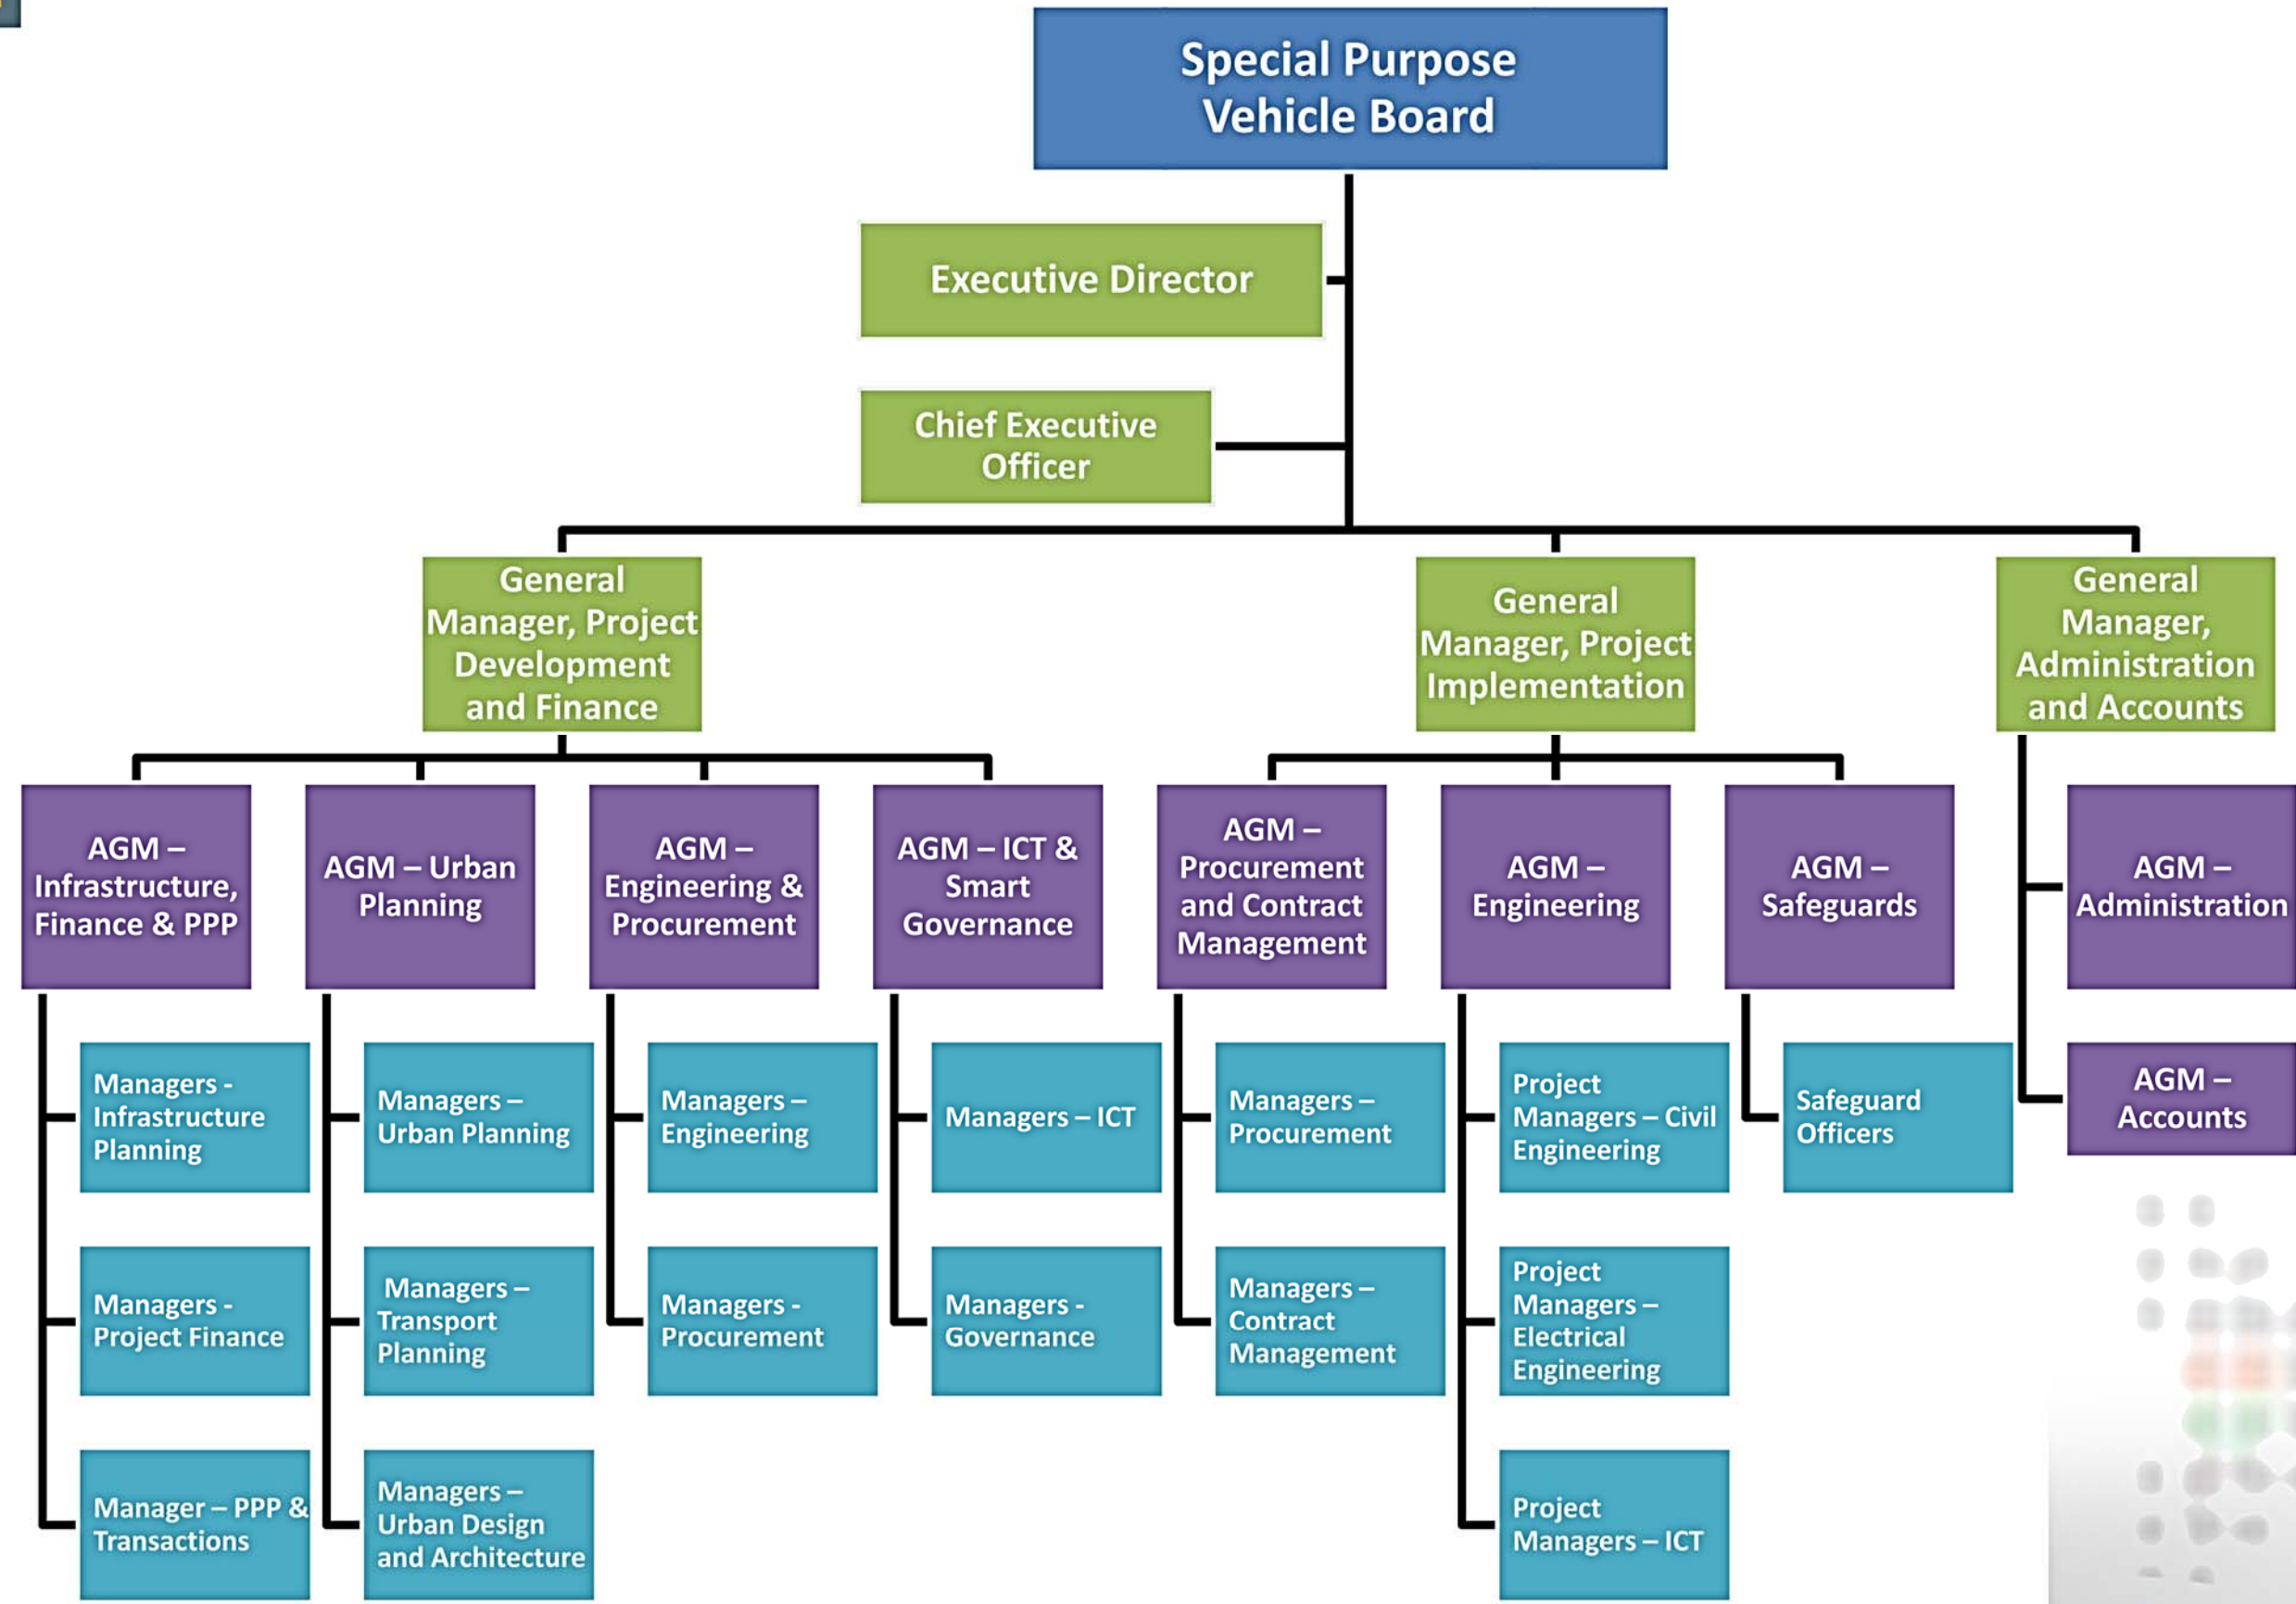 Special Purpose
Vehicle Board
Executive Director
Chief Executive
Officer
General
Manager, Project
Development
and Finance
General
Manager, Project
Implementation
General
Manager,
Administration
and Accounts
AGM –
Infrastructure,
Finance & PPP
AGM – Urban
Planning
AGM –
Engineering &
Procurement
AGM – ICT &
Smart
Governance
AGM –
Procurement
and Contract
Management
AGM –
Engineering
AGM –
Safeguards
AGM –
Administration
Managers -
Infrastructure
Planning
Managers –
Urban Planning
Managers –
Engineering
Managers – ICT
Managers –
Procurement
Project
Managers – Civil
Engineering
Safeguard
Officers
AGM –
Accounts
Managers -
Project Finance
Managers –
Transport
Planning
Managers -
Procurement
Managers -
Governance
Managers –
Contract
Management
Project
Managers –
Electrical
Engineering
Manager – PPP &
Transactions
Managers –
Urban Design
and Architecture
Project
Managers – ICT